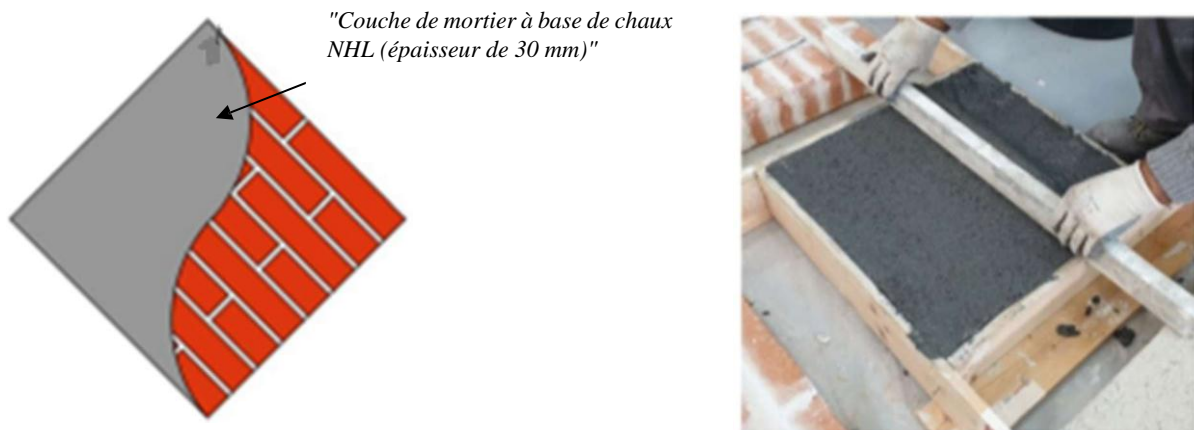 "Couche de mortier à base de chaux
NHL (épaisseur de 30 mm)"